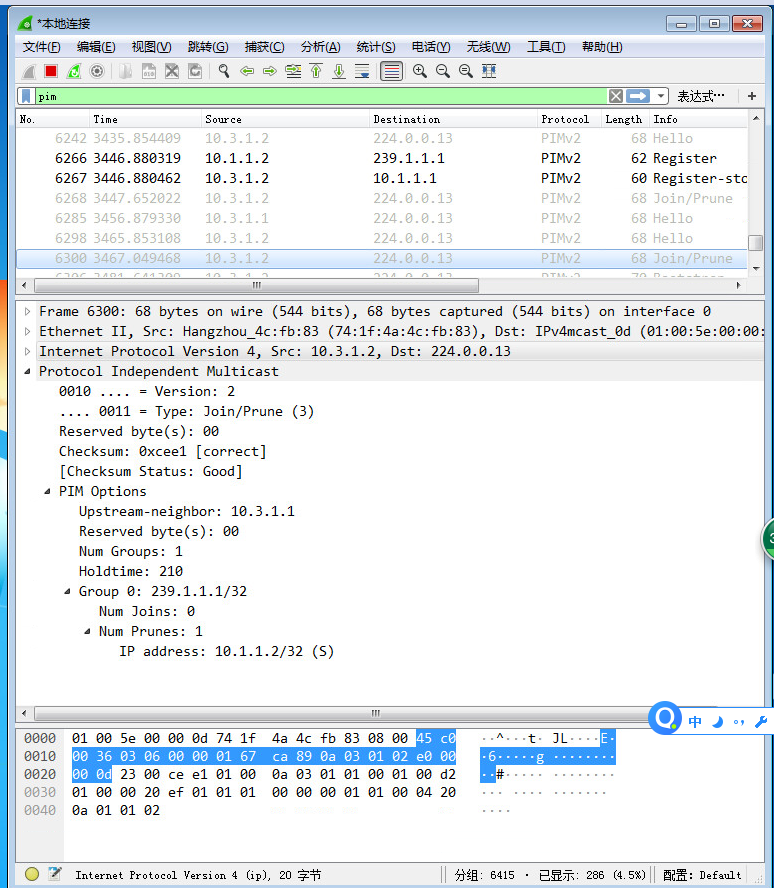 *本地连接
文件(F) 编辑(E) 视图(V) 跳转(G) 捕获(C) 分析(A) 统计(S) 电话(Y) 无线(W) 工具(T) 帮助(H)
pim 表达式… +
No. Time Source Destination Protocol Length Info
6242 3435.854409 10.3.1.2 224.0.0.13 PIMv2 68 Hello
6266 3446.880319 10.1.1.2 239.1.1.1 PIMv2 62 Register
6267 3446.880462 10.3.1.2 10.1.1.1 PIMv2 60 Register-sto
6268 3447.652022 10.3.1.2 224.0.0.13 PIMv2 68 Join/Prune
6285 3456.879330 10.3.1.1 224.0.0.13 PIMv2 68 Hello
6298 3465.853108 10.3.1.2 224.0.0.13 PIMv2 68 Hello
6300 3467.049468 10.3.1.2 224.0.0.13 PIMv2 68 Join/Prune
Frame 6300: 68 bytes on wire (544 bits), 68 bytes captured (544 bits) on interface 0
Ethernet II, Src: Hangzhou_4c:fb:83 (74:1f:4a:4c:fb:83), Dst: IPv4mcast_0d (01:00:5e:00:00:
Internet Protocol Version 4, Src: 10.3.1.2, Dst: 224.0.0.13
Protocol Independent Multicast
0010 .... = Version: 2
.... 0011 = Type: Join/Prune (3)
Reserved byte(s): 00
Checksum: 0xcee1 [correct]
[Checksum Status: Good]
PIM Options
Upstream-neighbor: 10.3.1.1
Reserved byte(s): 00
Num Groups: 1
Holdtime: 210
Group 0: 239.1.1.1/32
Num Joins: 0
Num Prunes: 1
IP address: 10.1.1.2/32 (S)
中
0000 01 00 5e 00 00 0d 74 1f 4a 4c fb 83 08 00 45 c0 ··^···t· JL····E·
0010 00 36 03 06 00 00 01 67 ca 89 0a 03 01 02 e0 00 ·6·····g ········
0020 00 0d 23 00 ce e1 01 00 0a 03 01 01 00 01 00 d2 ··#····· ········
0030 01 00 00 20 ef 01 01 01 00 00 00 01 01 00 04 20 ··· ···· ·······
0040 0a 01 01 02 ····
Internet Protocol Version 4 (ip), 20 字节 分组: 6415 · 已显示: 286 (4.5%) 配置: Default